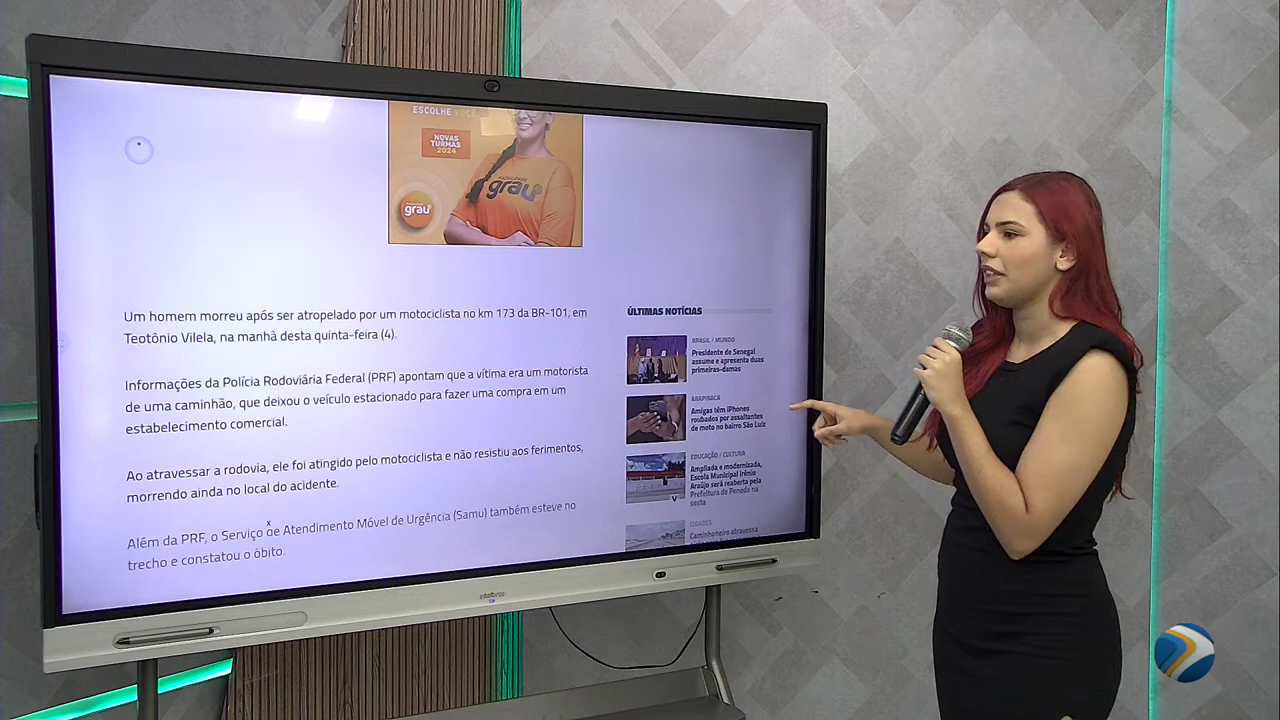 ESCOLHE VOCÊ
NOVAS
TURMAS
2024
grau
grau
Um homem morreu após ser atropelado por um motociclista no km 173 da BR-101, em
Teotônio Vilela, na manhã desta quinta-feira (4).
Informações da Polícia Rodoviária Federal (PRF) apontam que a vítima era um motorista
de uma caminhão, que deixou o veículo estacionado para fazer uma compra em um
estabelecimento comercial.
Ao atravessar a rodovia, ele foi atingido pelo motociclista e não resistiu aos ferimentos,
morrendo ainda no local do acidente.
Além da PRF, o Serviço de Atendimento Móvel de Urgência (Samu) também esteve no
trecho e constatou o óbito.
ÚLTIMAS NOTÍCIAS
BRASIL / MUNDO
Presidente de Senegal
assume e apresenta duas
primeiras-damas
ARAPIRACA
Amigas têm iPhones
roubados por assaltantes
de moto no bairro São Luiz
EDUCAÇÃO / CULTURA
Ampliada e modernizada,
Escola Municipal Irênio
Araújo será reaberta pela
Prefeitura de Penedo na
sexta
CIDADES
Caminhoneiro atravessa
intelbras